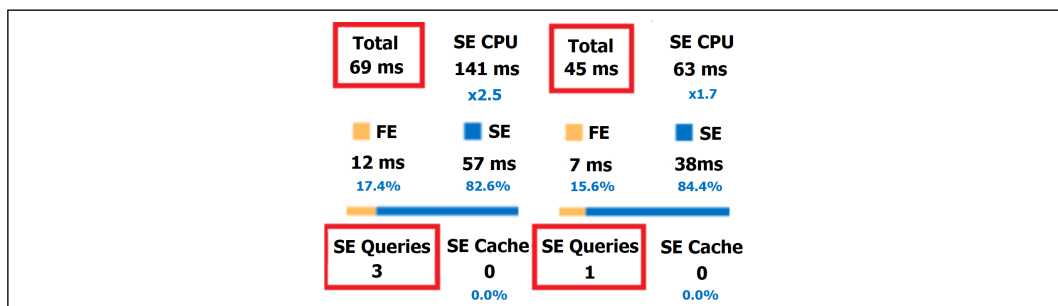 Total SE CPU Total SE CPU
69 ms 141 ms 45 ms 63 ms
x2.5 x1.7
FE SE FE SE
12 ms 57 ms 7 ms 38ms
17.4% 82.6% 15.6% 84.4%
SE Queries SE Cache SE Queries SE Cache
3 0 1 0
0.0% 0.0%